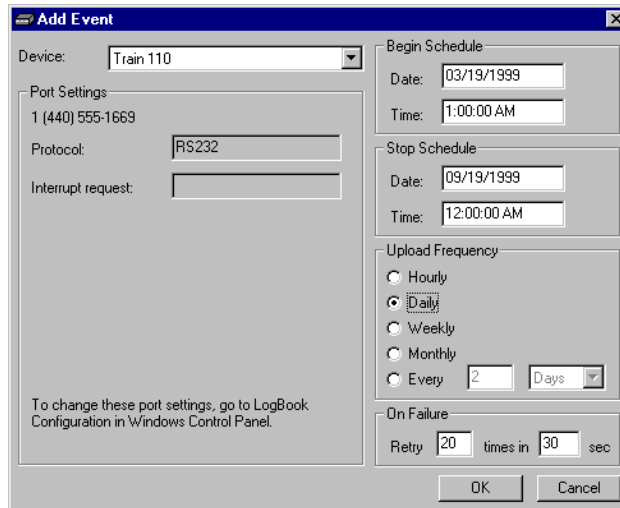 Add Event
Device: Train 110
Port Settings
1 (440) 555-1669
Protocol: RS232
Interrupt request:
To change these port settings, go to LogBook
Configuration in Windows Control Panel.
Begin Schedule
Date: 03/19/1999
Time: 1:00:00 AM
Stop Schedule
Date: 09/19/1999
Time: 12:00:00 AM
Upload Frequency
Hourly
Daily
Weekly
Monthly
Every 2 Days
On Failure
Retry 20 times in 30 sec
OK Cancel